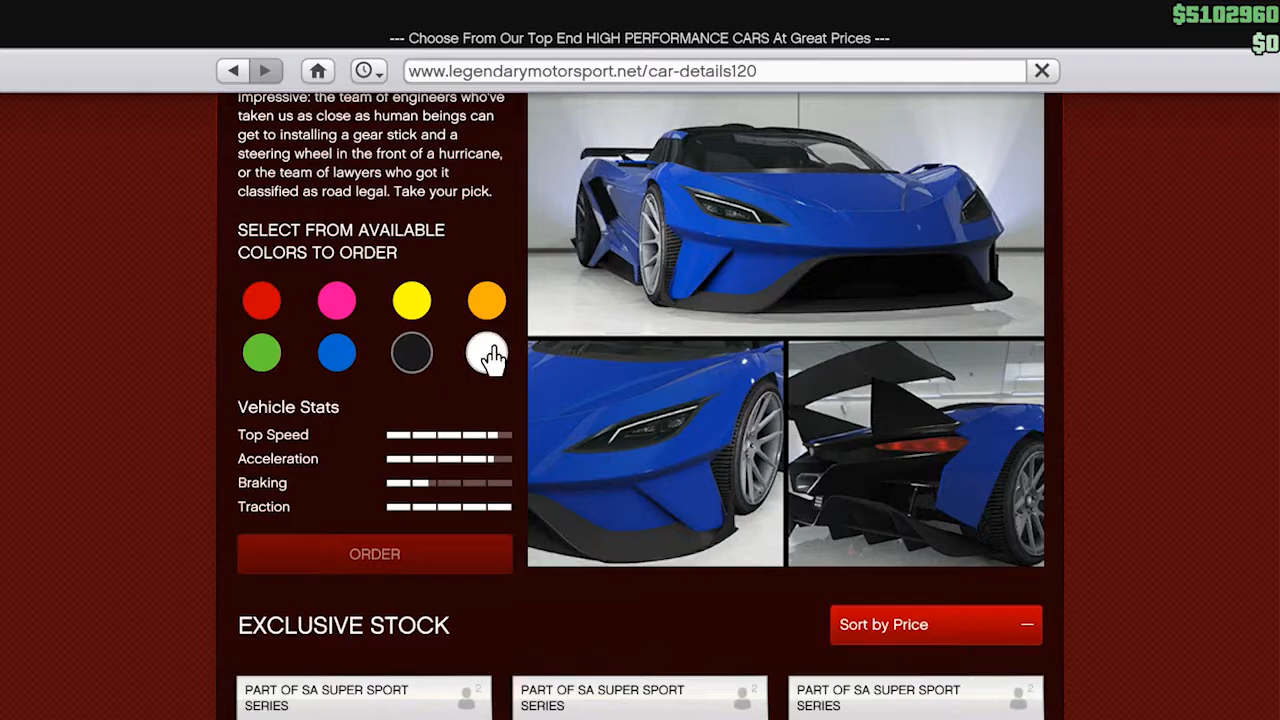 $5102960
--- Choose From Our Top End HIGH PERFORMANCE CARS At Great Prices ---
$0
www.legendarymotorsport.net/car-details120
impressive: the team of engineers who've
taken us as close as human beings can
get to installing a gear stick and a
steering wheel in the front of a hurricane,
or the team of lawyers who got it
classified as road legal. Take your pick.
SELECT FROM AVAILABLE
COLORS TO ORDER
Vehicle Stats
Top Speed
Acceleration
Braking
Traction
ORDER
EXCLUSIVE STOCK
Sort by Price
PART OF SA SUPER SPORT
SERIES
2
PART OF SA SUPER SPORT
SERIES
2
PART OF SA SUPER SPORT
SERIES
2